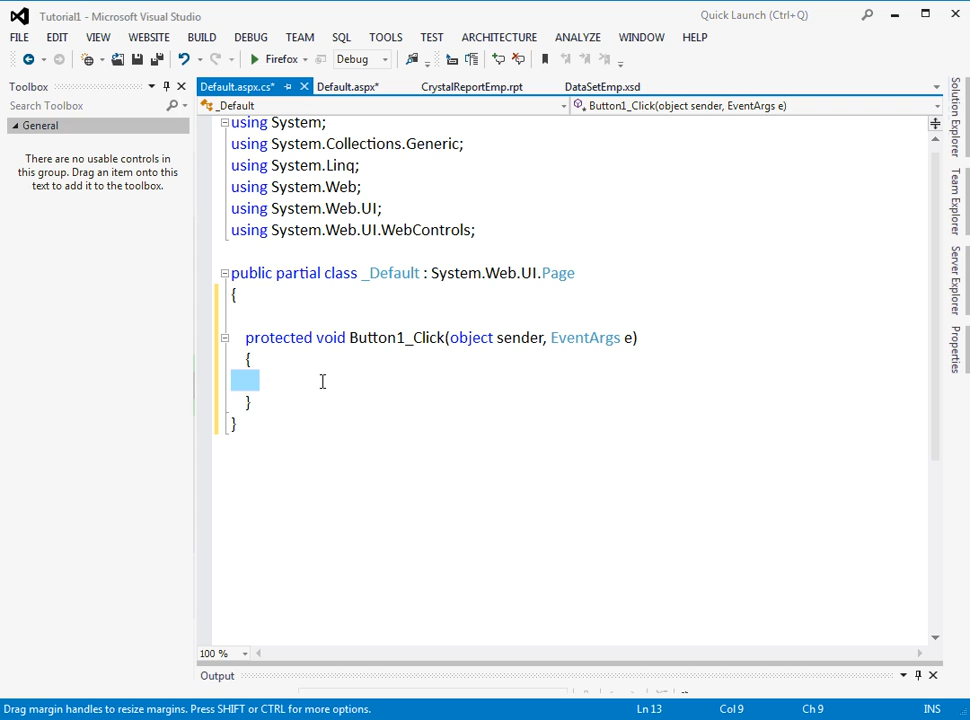 Tutorial1 - Microsoft Visual Studio
Quick Launch (Ctrl+Q)
FILE EDIT VIEW WEBSITE BUILD DEBUG TEAM SQL TOOLS TEST ARCHITECTURE ANALYZE WINDOW HELP
Firefox Debug
Toolbox
Search Toolbox
General
There are no usable controls in
this group. Drag an item onto this
text to add it to the toolbox.
Default.aspx.cs* Default.aspx* CrystalReportEmp.rpt DataSetEmp.xsd
_Default Button1_Click(object sender, EventArgs e)
using System;
using System.Collections.Generic;
using System.Linq;
using System.Web;
using System.Web.UI;
using System.Web.UI.WebControls;
public partial class _Default : System.Web.UI.Page
{
protected void Button1_Click(object sender, EventArgs e)
{
}
}
100 %
Output
Solution Explorer
Team Explorer
Server Explorer
Properties
Drag margin handles to resize margins. Press SHIFT or CTRL for more options. Ln 13 Col 9 Ch 9 INS